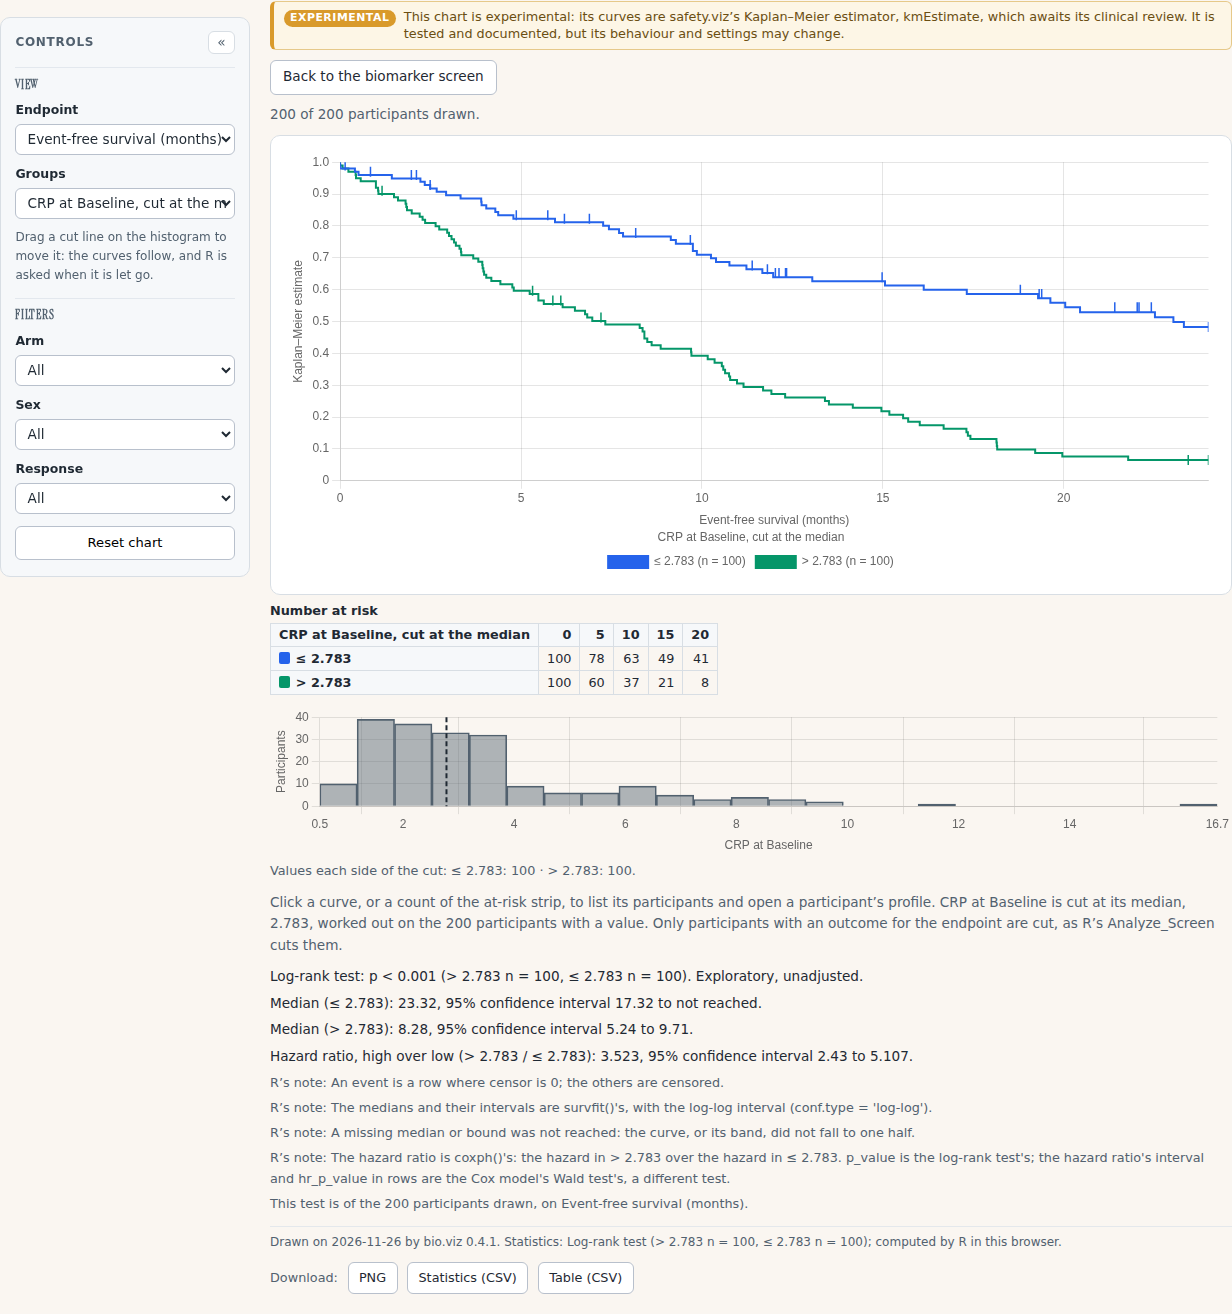 CONTROLS
«
VIEW
Endpoint
Event-free survival (months)
Groups
CRP at Baseline, cut at the m
Drag a cut line on the histogram to
move it: the curves follow, and R is
asked when it is let go.
FILTERS
Arm
All
Sex
All
Response
All
Reset chart
EXPERIMENTAL This chart is experimental: its curves are safety.viz’s Kaplan–Meier estimator, kmEstimate, which awaits its clinical review. It is
tested and documented, but its behaviour and settings may change.
Back to the biomarker screen
200 of 200 participants drawn.
1.0
0.9
0.8
0.7
0.6
0.5
0.4
0.3
0.2
0.1
0
Kaplan–Meier estimate
0 5 10 15 20
Event-free survival (months)
CRP at Baseline, cut at the median
≤ 2.783 (n = 100) > 2.783 (n = 100)
Number at risk
CRP at Baseline, cut at the median 0 5 10 15 20
≤ 2.783 100 78 63 49 41
> 2.783 100 60 37 21 8
40
30
20
10
0
Participants
0.5 2 4 6 8 10 12 14 16.7
CRP at Baseline
Values each side of the cut: ≤ 2.783: 100 · > 2.783: 100.
Click a curve, or a count of the at-risk strip, to list its participants and open a participant’s profile. CRP at Baseline is cut at its median,
2.783, worked out on the 200 participants with a value. Only participants with an outcome for the endpoint are cut, as R’s Analyze_Screen
cuts them.
Log-rank test: p < 0.001 (> 2.783 n = 100, ≤ 2.783 n = 100). Exploratory, unadjusted.
Median (≤ 2.783): 23.32, 95% confidence interval 17.32 to not reached.
Median (> 2.783): 8.28, 95% confidence interval 5.24 to 9.71.
Hazard ratio, high over low (> 2.783 / ≤ 2.783): 3.523, 95% confidence interval 2.43 to 5.107.
R’s note: An event is a row where censor is 0; the others are censored.
R’s note: The medians and their intervals are survfit()'s, with the log-log interval (conf.type = 'log-log').
R’s note: A missing median or bound was not reached: the curve, or its band, did not fall to one half.
R’s note: The hazard ratio is coxph()'s: the hazard in > 2.783 over the hazard in ≤ 2.783. p_value is the log-rank test's; the hazard ratio's interval
and hr_p_value in rows are the Cox model's Wald test's, a different test.
This test is of the 200 participants drawn, on Event-free survival (months).
Drawn on 2026-11-26 by bio.viz 0.4.1. Statistics: Log-rank test (> 2.783 n = 100, ≤ 2.783 n = 100); computed by R in this browser.
Download: PNG Statistics (CSV) Table (CSV)